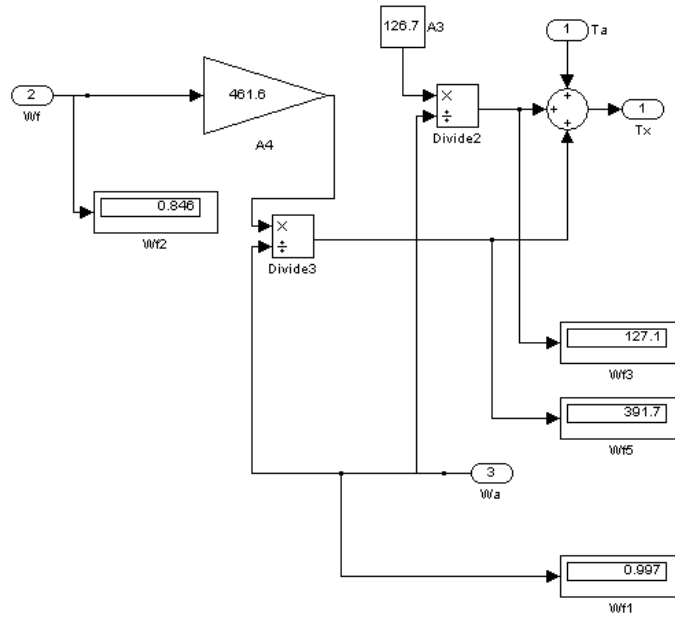 126.7
A3
1
Ta
2
Wf
461.6
A4
×
÷
Divide2
+
+
+
1
Tx
0.846
Wf2
×
÷
Divide3
127.1
Wf3
391.7
Wf5
3
Wa
0.997
Wf1